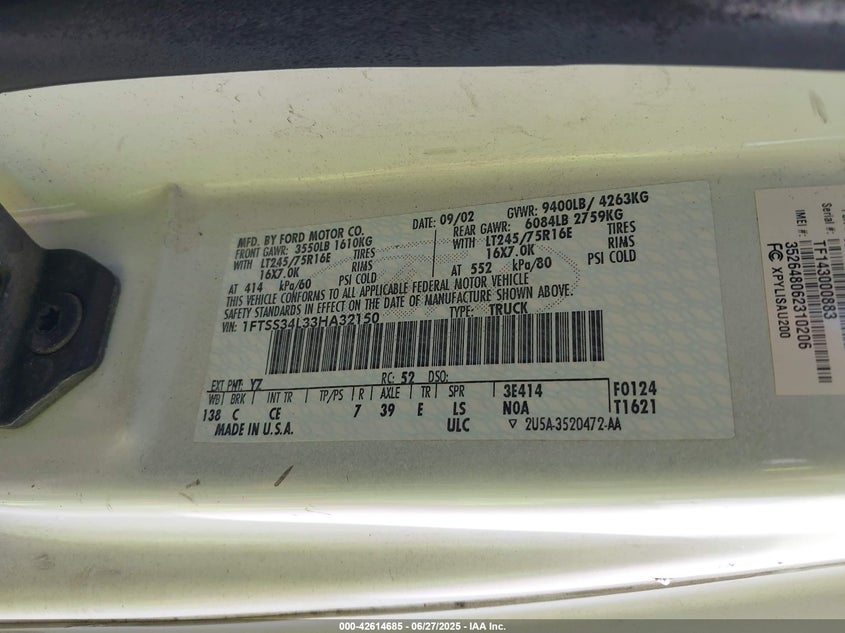 MFD. BY FORD MOTOR CO.
DATE: 09/02
GVWR: 9400LB/ 4263KG
FRONT GAWR: 3550LB 1610KG
REAR GAWR: 6084LB 2759KG
WITH LT245/75R16E TIRES
WITH LT245/75R16E TIRES
16X7.0K RIMS
16X7.0K RIMS
AT 414 kPa/60 PSI COLD
AT 552 kPa/80 PSI COLD
THIS VEHICLE CONFORMS TO ALL APPLICABLE FEDERAL MOTOR VEHICLE
SAFETY STANDARDS IN EFFECT ON THE DATE OF MANUFACTURE SHOWN ABOVE.
VIN: 1FTSS34L33HA32150
TYPE: TRUCK
EXT PNT: YZ
RC: 52 DSO:
WB BRK INT TR TP/PS R AXLE TR SPR
3E414
F0124
138 C CE 7 39 E LS
N0A
T1621
MADE IN U.S.A.
ULC
▽ 2U5A-3520472-AA
Serial #:
TF143000883
IMEI #:
352648062310206
FC XPYLISAU200
000-42614685 - 06/27/2025 - IAA Inc.